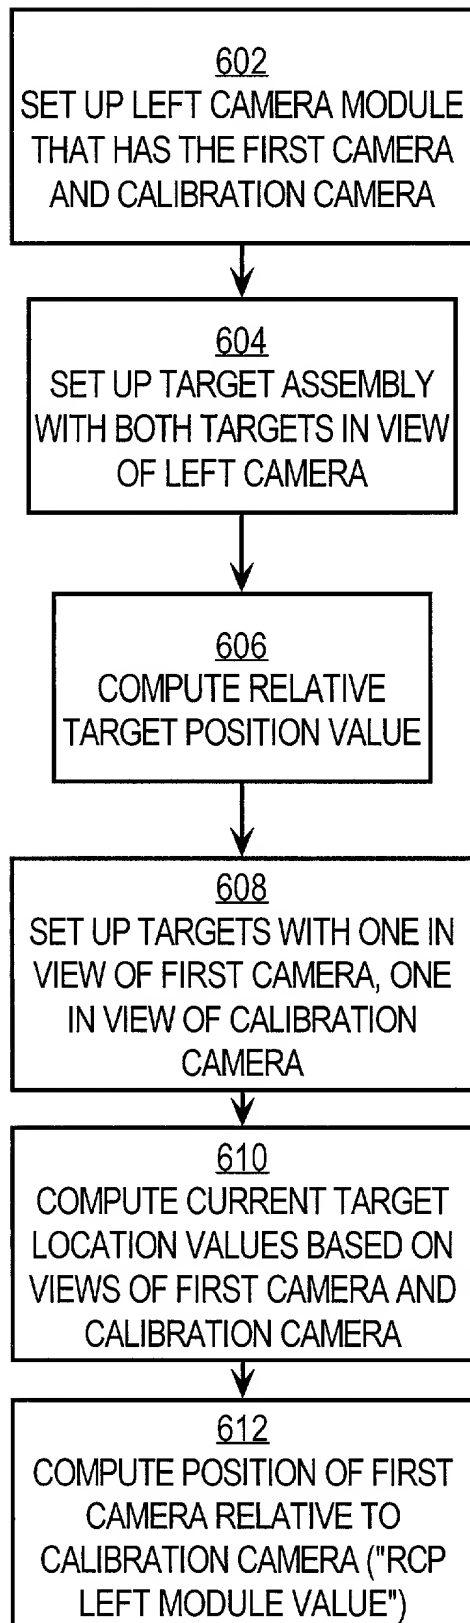 602
SET UP LEFT CAMERA MODULE
THAT HAS THE FIRST CAMERA
AND CALIBRATION CAMERA
604
SET UP TARGET ASSEMBLY
WITH BOTH TARGETS IN VIEW
OF LEFT CAMERA
606
COMPUTE RELATIVE
TARGET POSITION VALUE
608
SET UP TARGETS WITH ONE IN
VIEW OF FIRST CAMERA, ONE
IN VIEW OF CALIBRATION
CAMERA
610
COMPUTE CURRENT TARGET
LOCATION VALUES BASED ON
VIEWS OF FIRST CAMERA AND
CALIBRATION CAMERA
612
COMPUTE POSITION OF FIRST
CAMERA RELATIVE TO
CALIBRATION CAMERA ("RCP
LEFT MODULE VALUE")